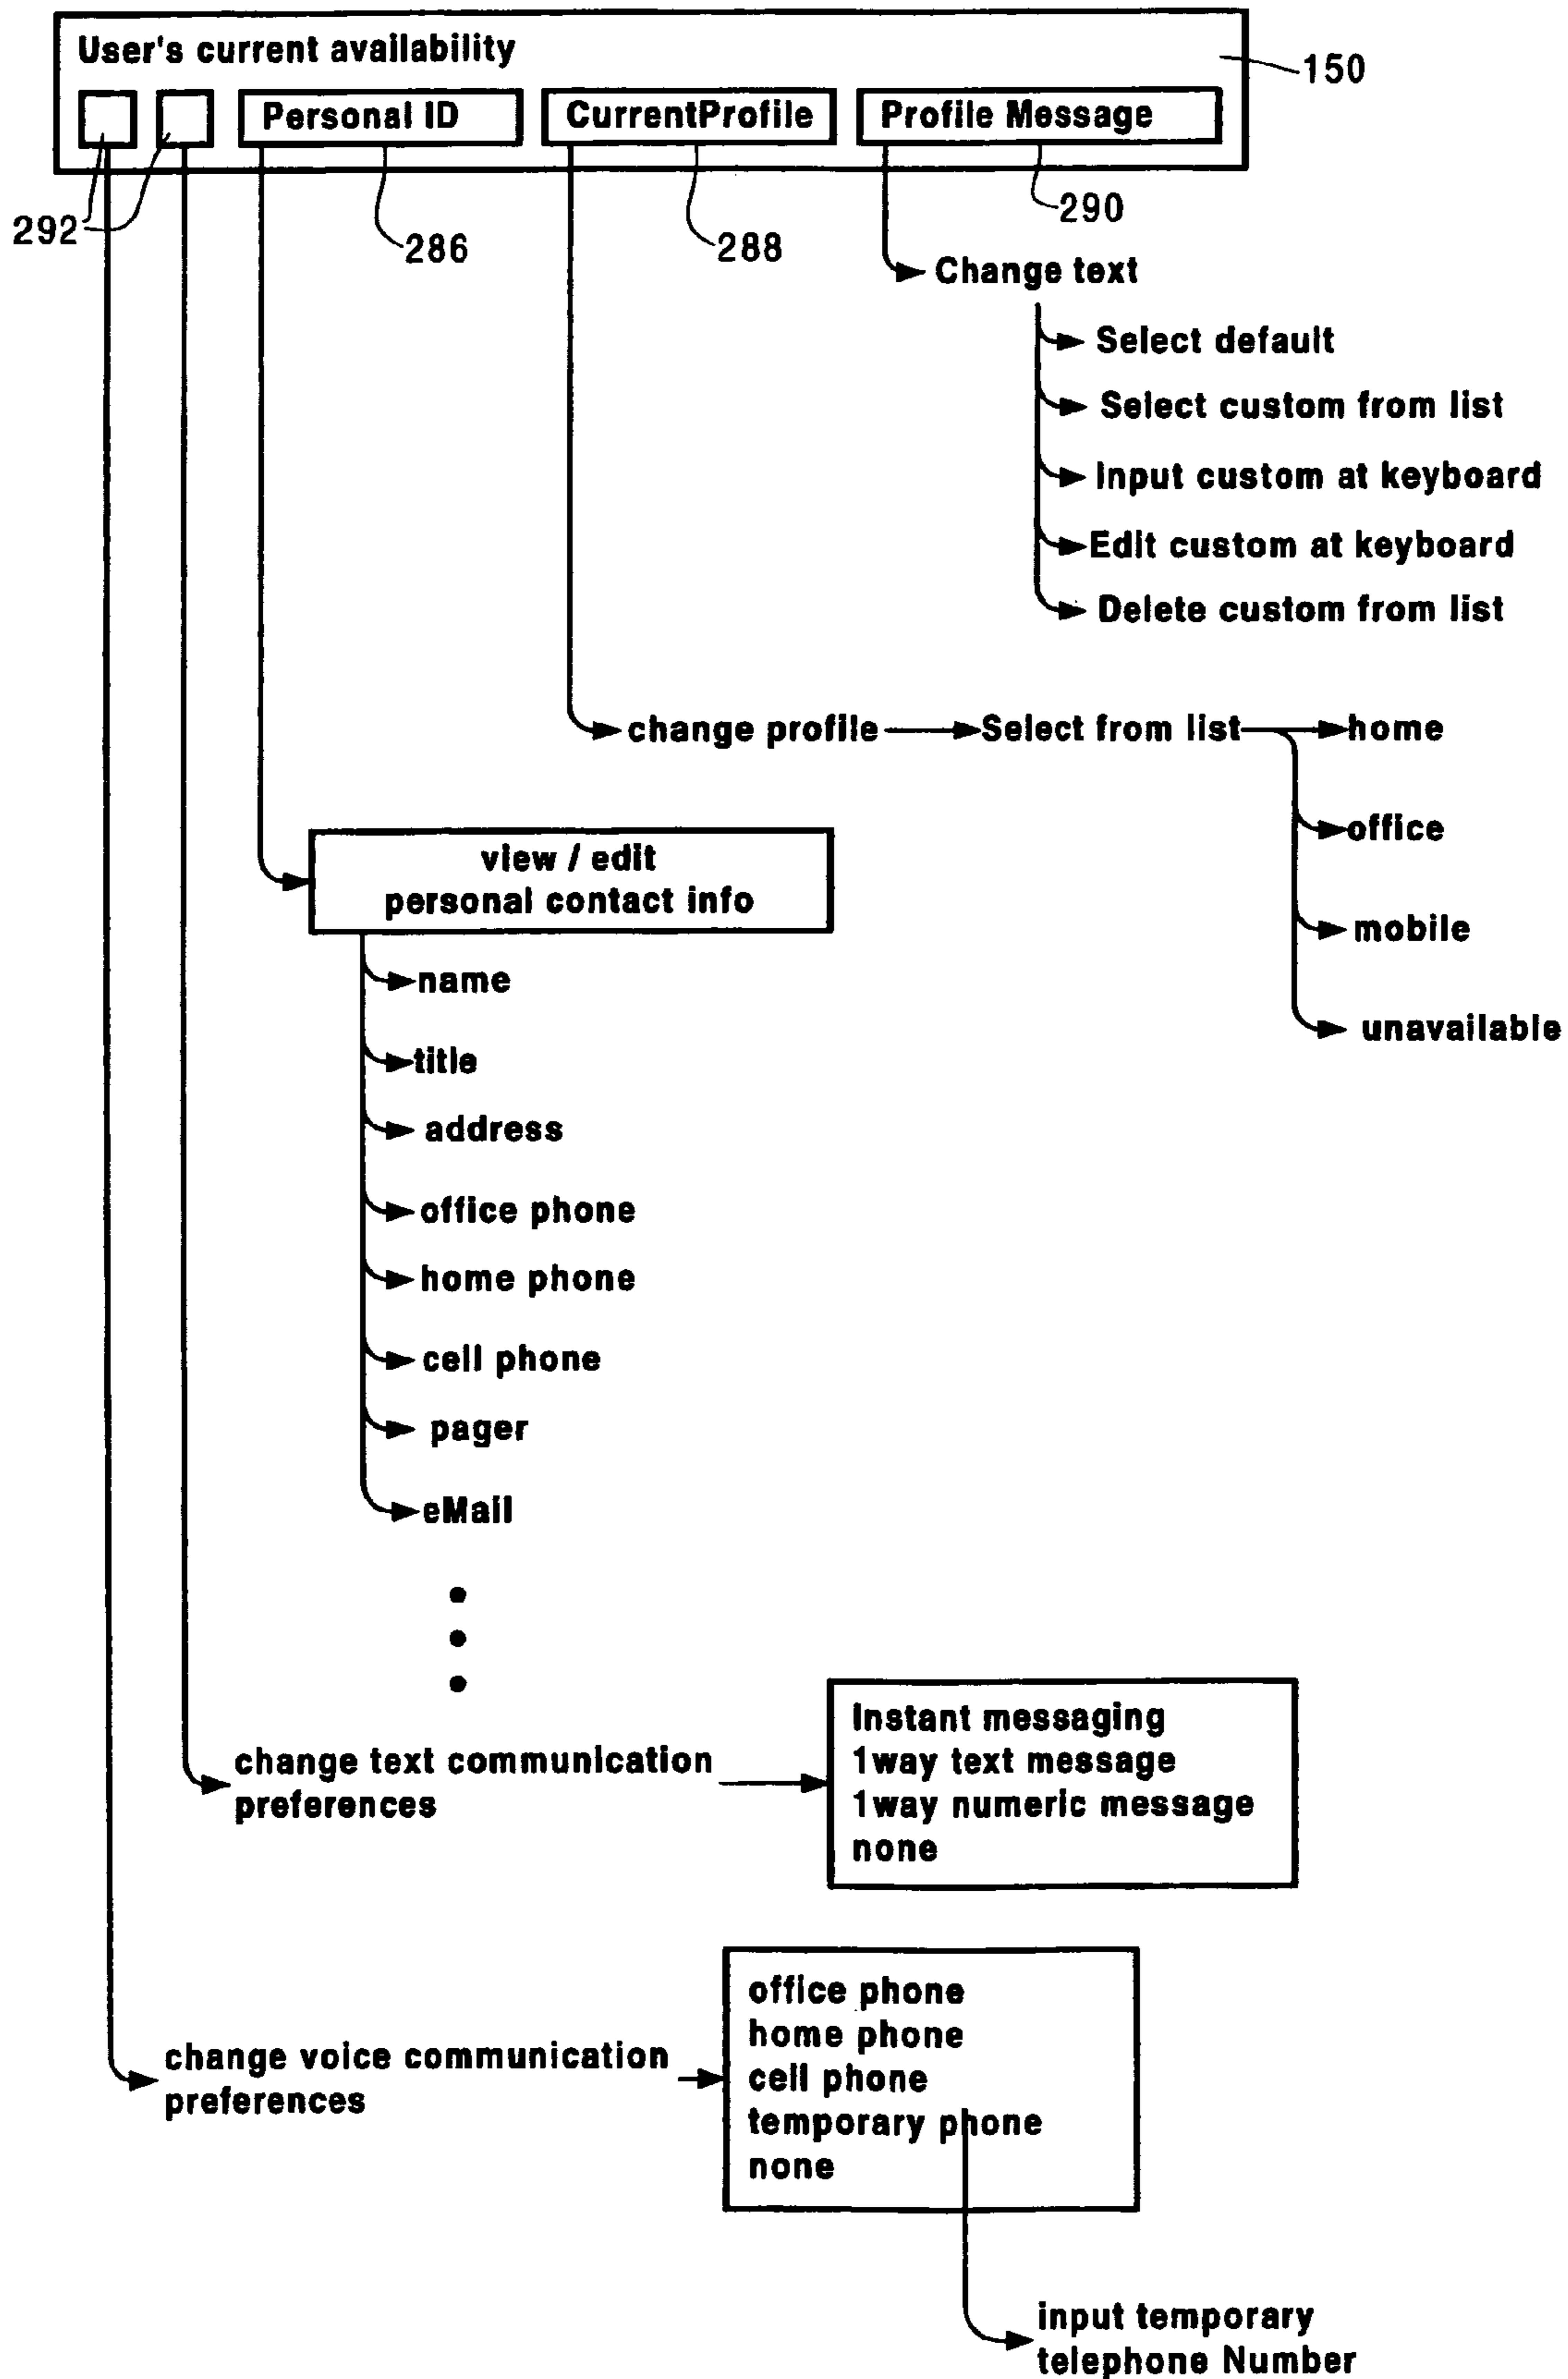 User's current availability
150
Personal ID
CurrentProfile
Profile Message
292
286
288
290
Change text
Select default
Select custom from list
Input custom at keyboard
Edit custom at keyboard
Delete custom from list
change profile
Select from list
home
office
mobile
unavailable
view / edit
personal contact info
name
title
address
office phone
home phone
cell phone
pager
eMail
change text communication
preferences
Instant messaging
1way text message
1way numeric message
none
change voice communication
preferences
office phone
home phone
cell phone
temporary phone
none
input temporary
telephone Number